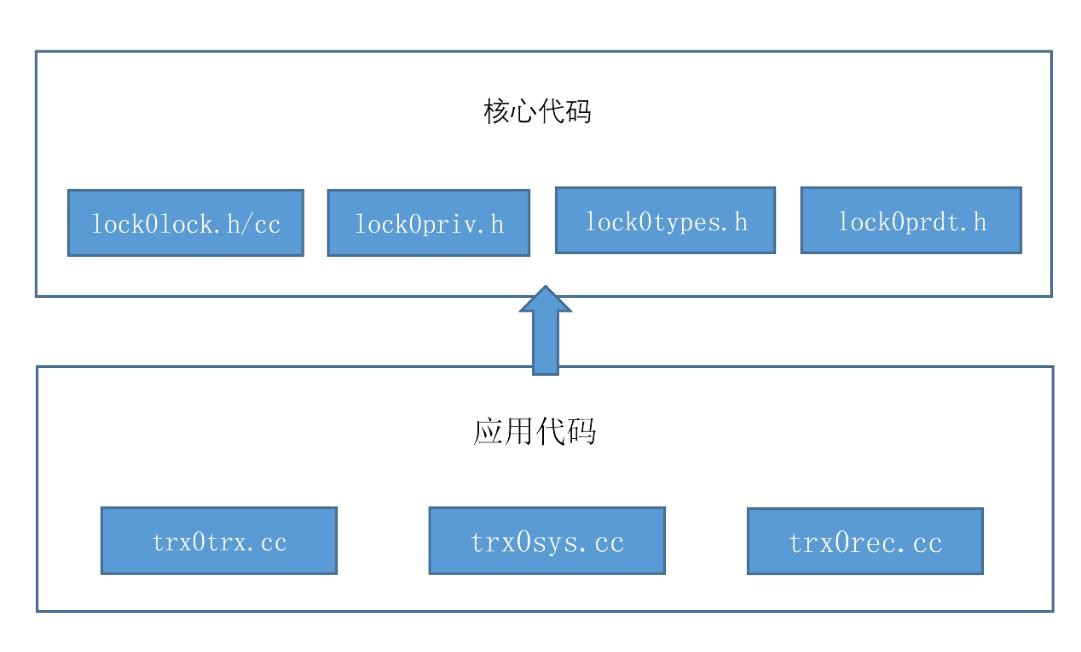 核心代码
lock0lock.h/cc
lock0priv.h
lock0types.h
lock0prdt.h
应用代码
trx0trx.cc
trx0sys.cc
trx0rec.cc